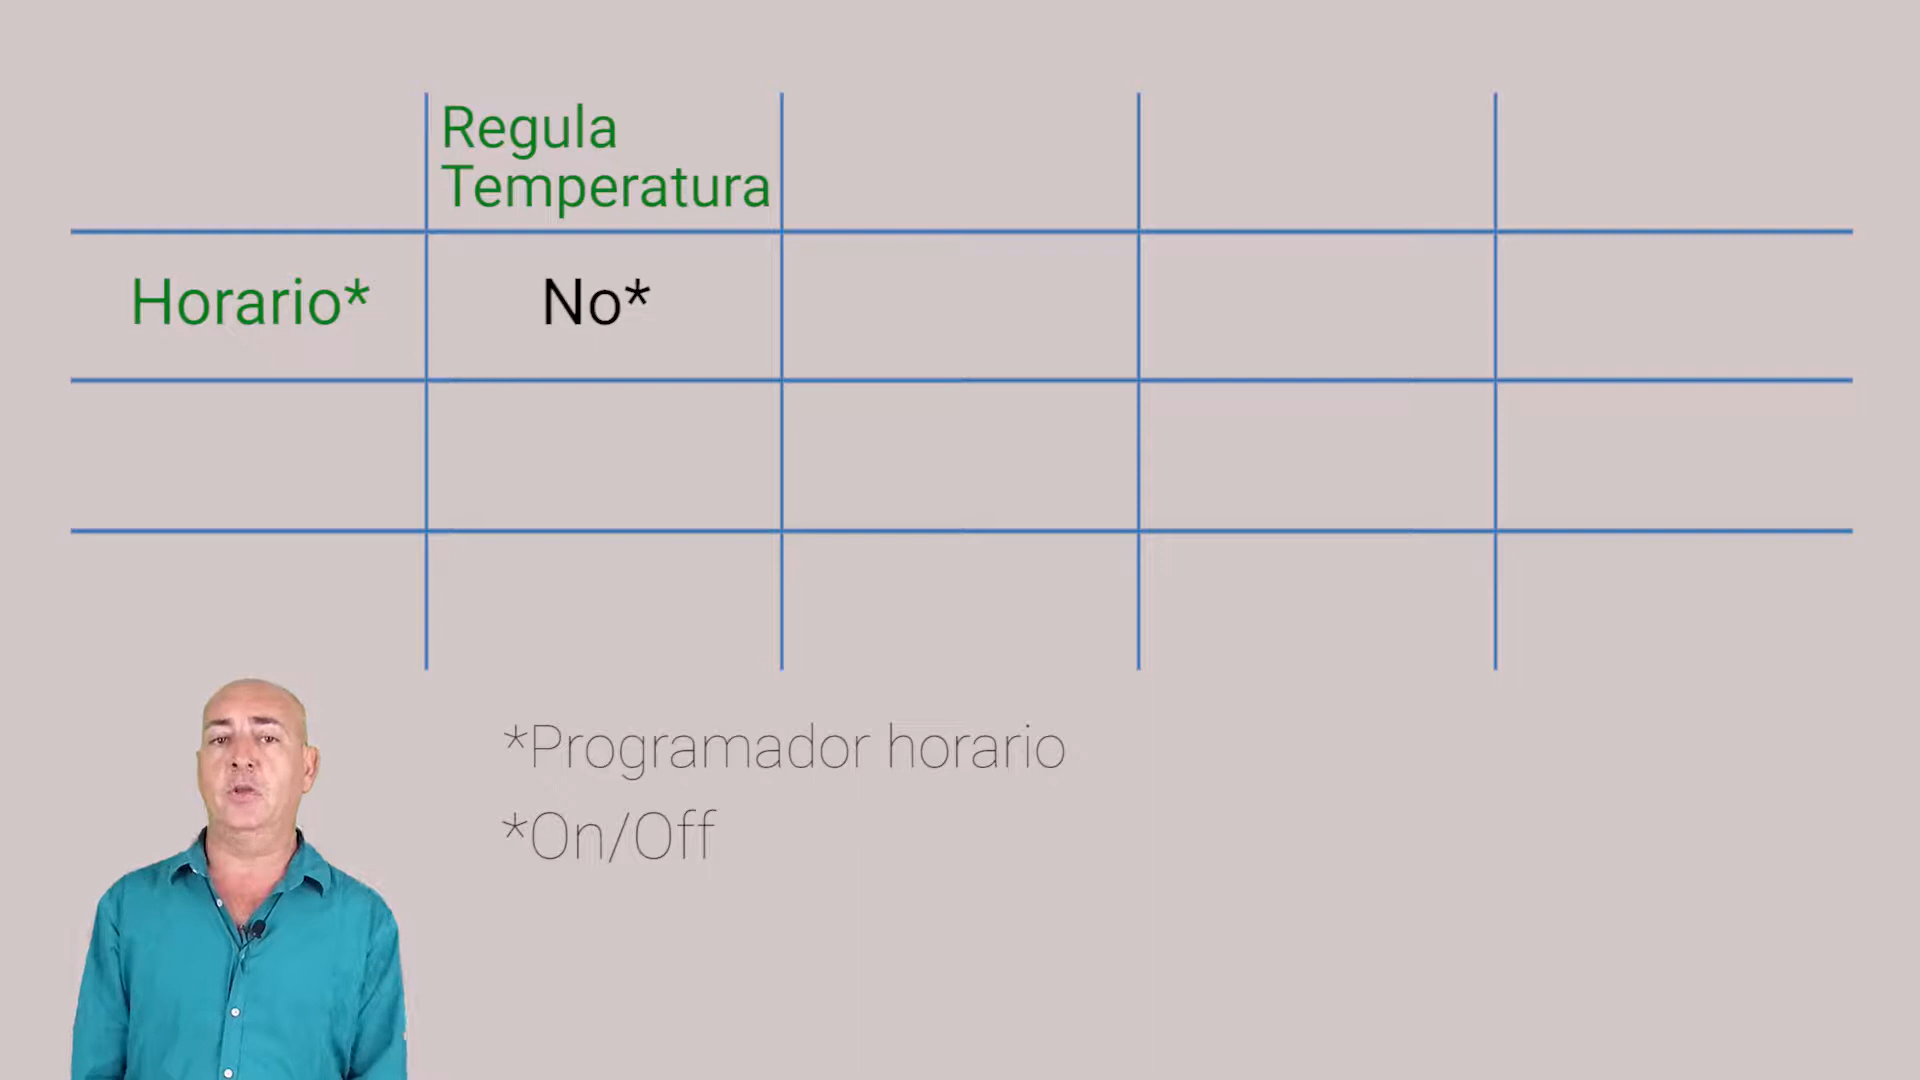 Regula
Temperatura
Horario*
No*
*Programador horario
*On/Off